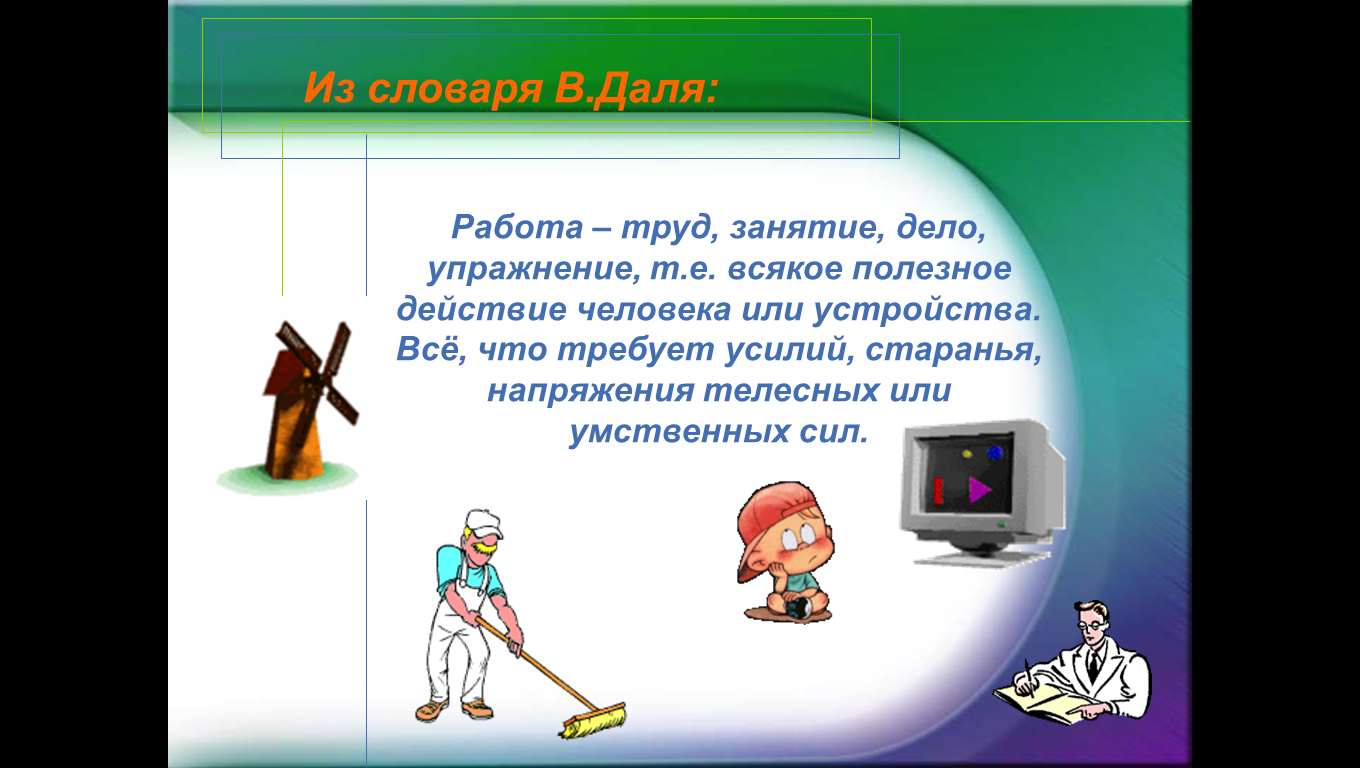 Из словаря В.Даля:
Работа – труд, занятие, дело,
упражнение, т.е. всякое полезное
действие человека или устройства.
Всё, что требует усилий, старанья,
напряжения телесных или
умственных сил.